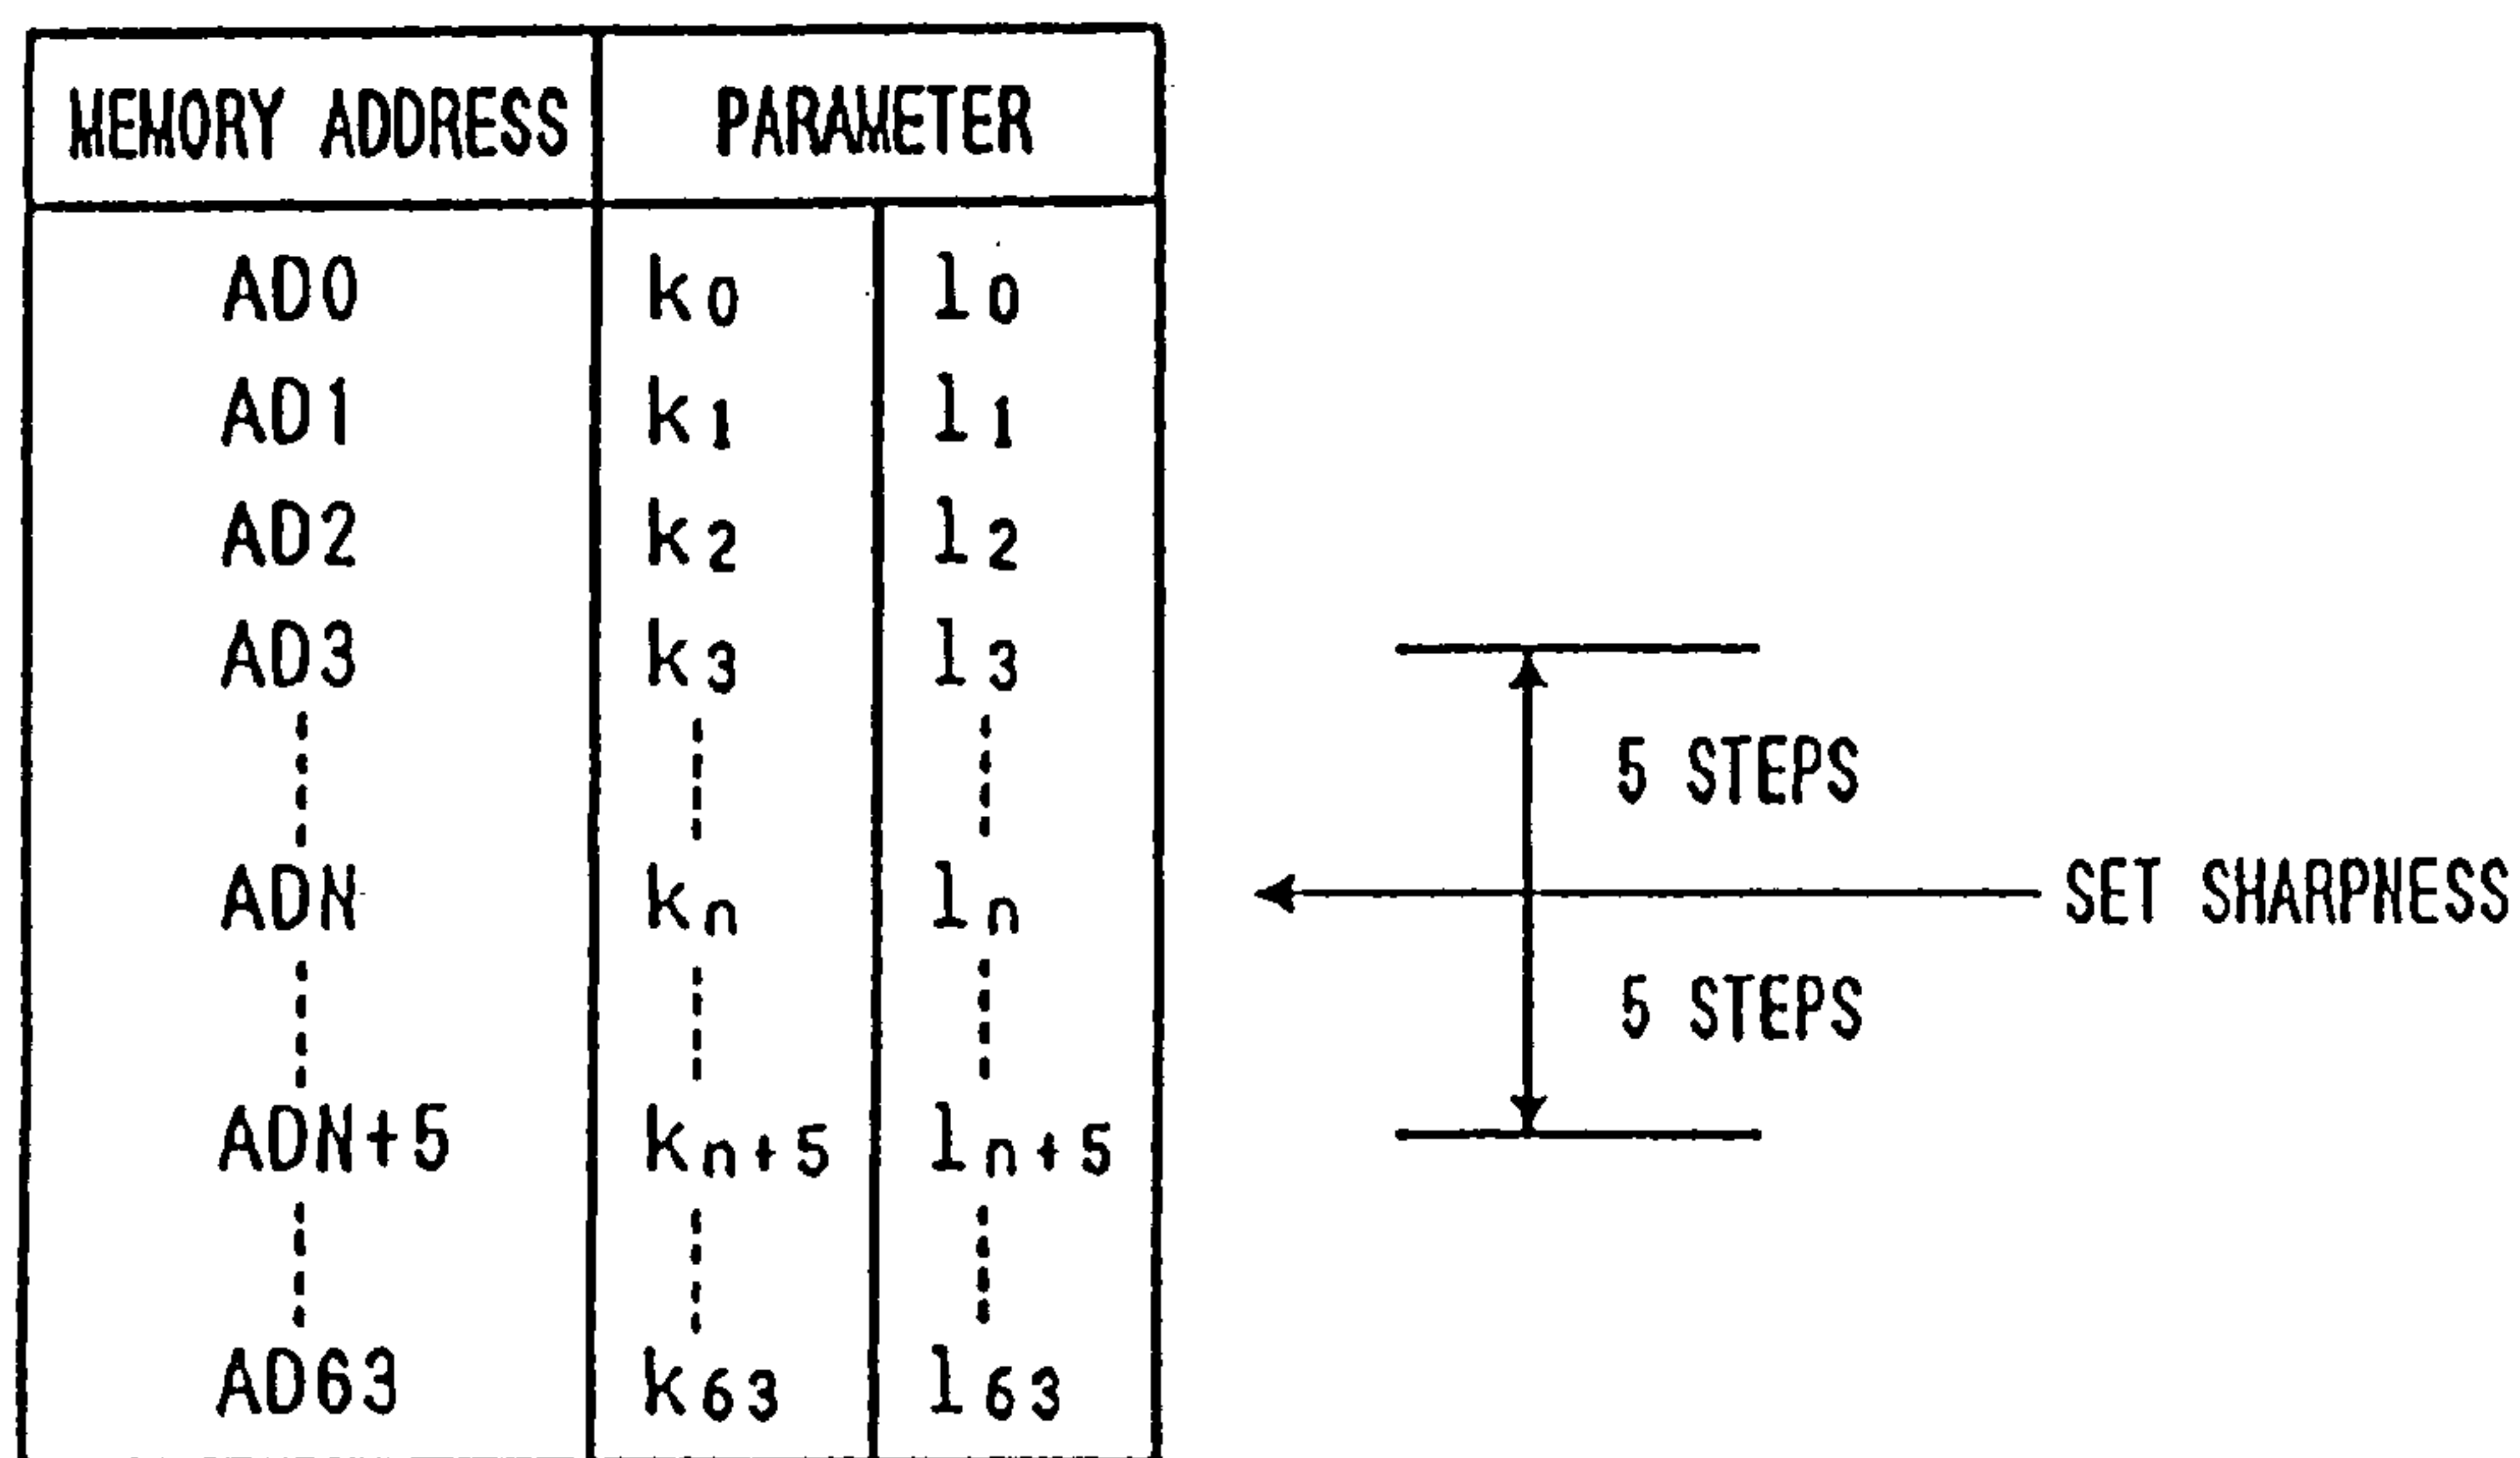 MEMORY ADDRESS PARAMETER
AD0 k0 l0
AD1 k1 l1
AD2 k2 l2
AD3 k3 l3
5 STEPS
ADN kn ln
SET SHARPNESS
5 STEPS
ADN+5 kn+5 ln+5
AD63 k63 l63